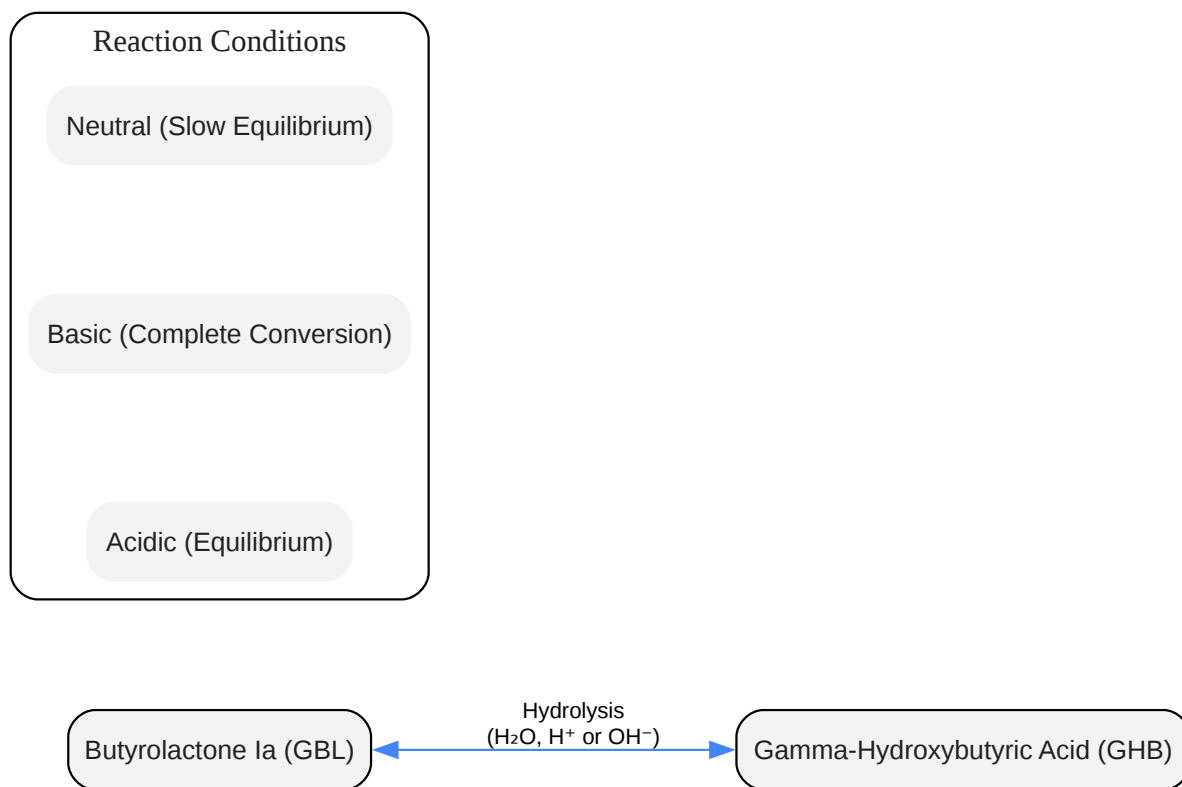 Reaction Conditions
Neutral (Slow Equilibrium)
Basic (Complete Conversion)
Acidic (Equilibrium)
Hydrolysis
(H₂O, H⁺ or OH⁻)
Butyrolactone Ia (GBL)
Gamma-Hydroxybutyric Acid (GHB)